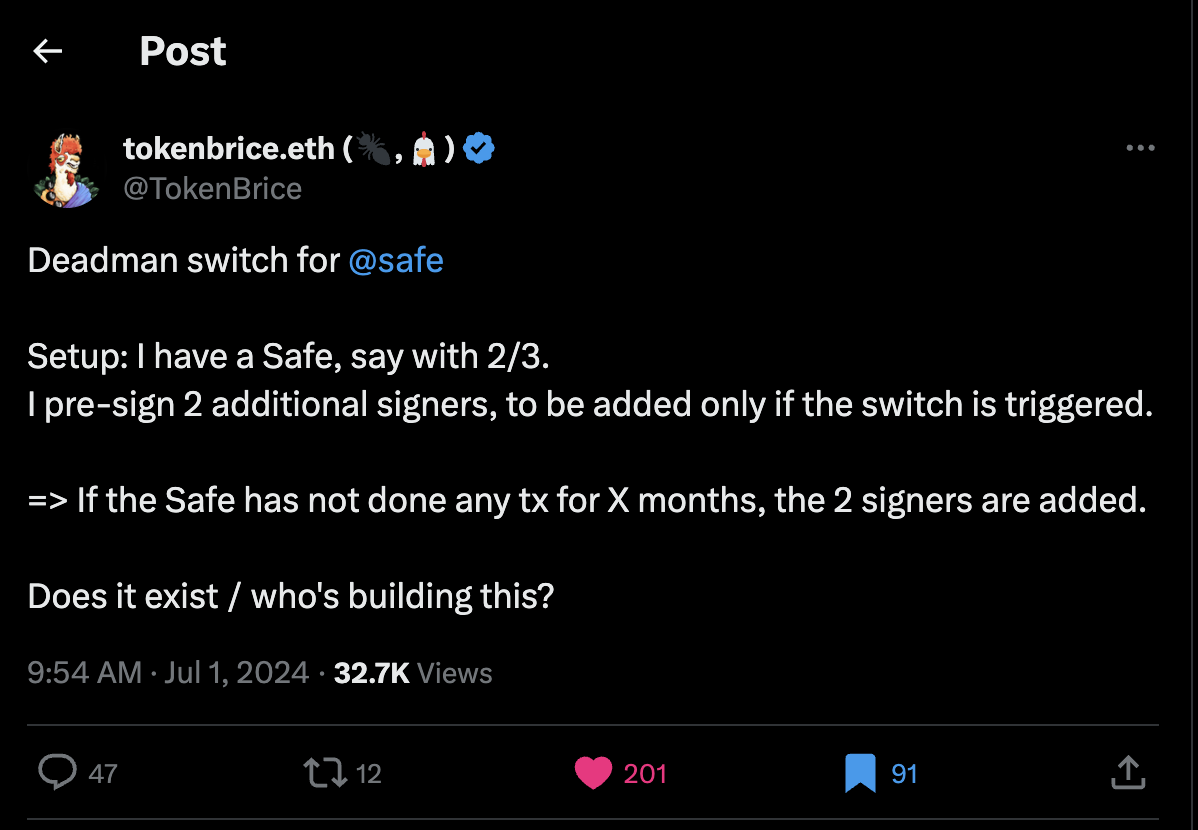 Post
tokenbrice.eth (🐜, 🐔)
@TokenBrice
Deadman switch for @safe
Setup: I have a Safe, say with 2/3.
I pre-sign 2 additional signers, to be added only if the switch is triggered.
=> If the Safe has not done any tx for X months, the 2 signers are added.
Does it exist / who's building this?
9:54 AM · Jul 1, 2024 · 32.7K Views
47 12 201 91